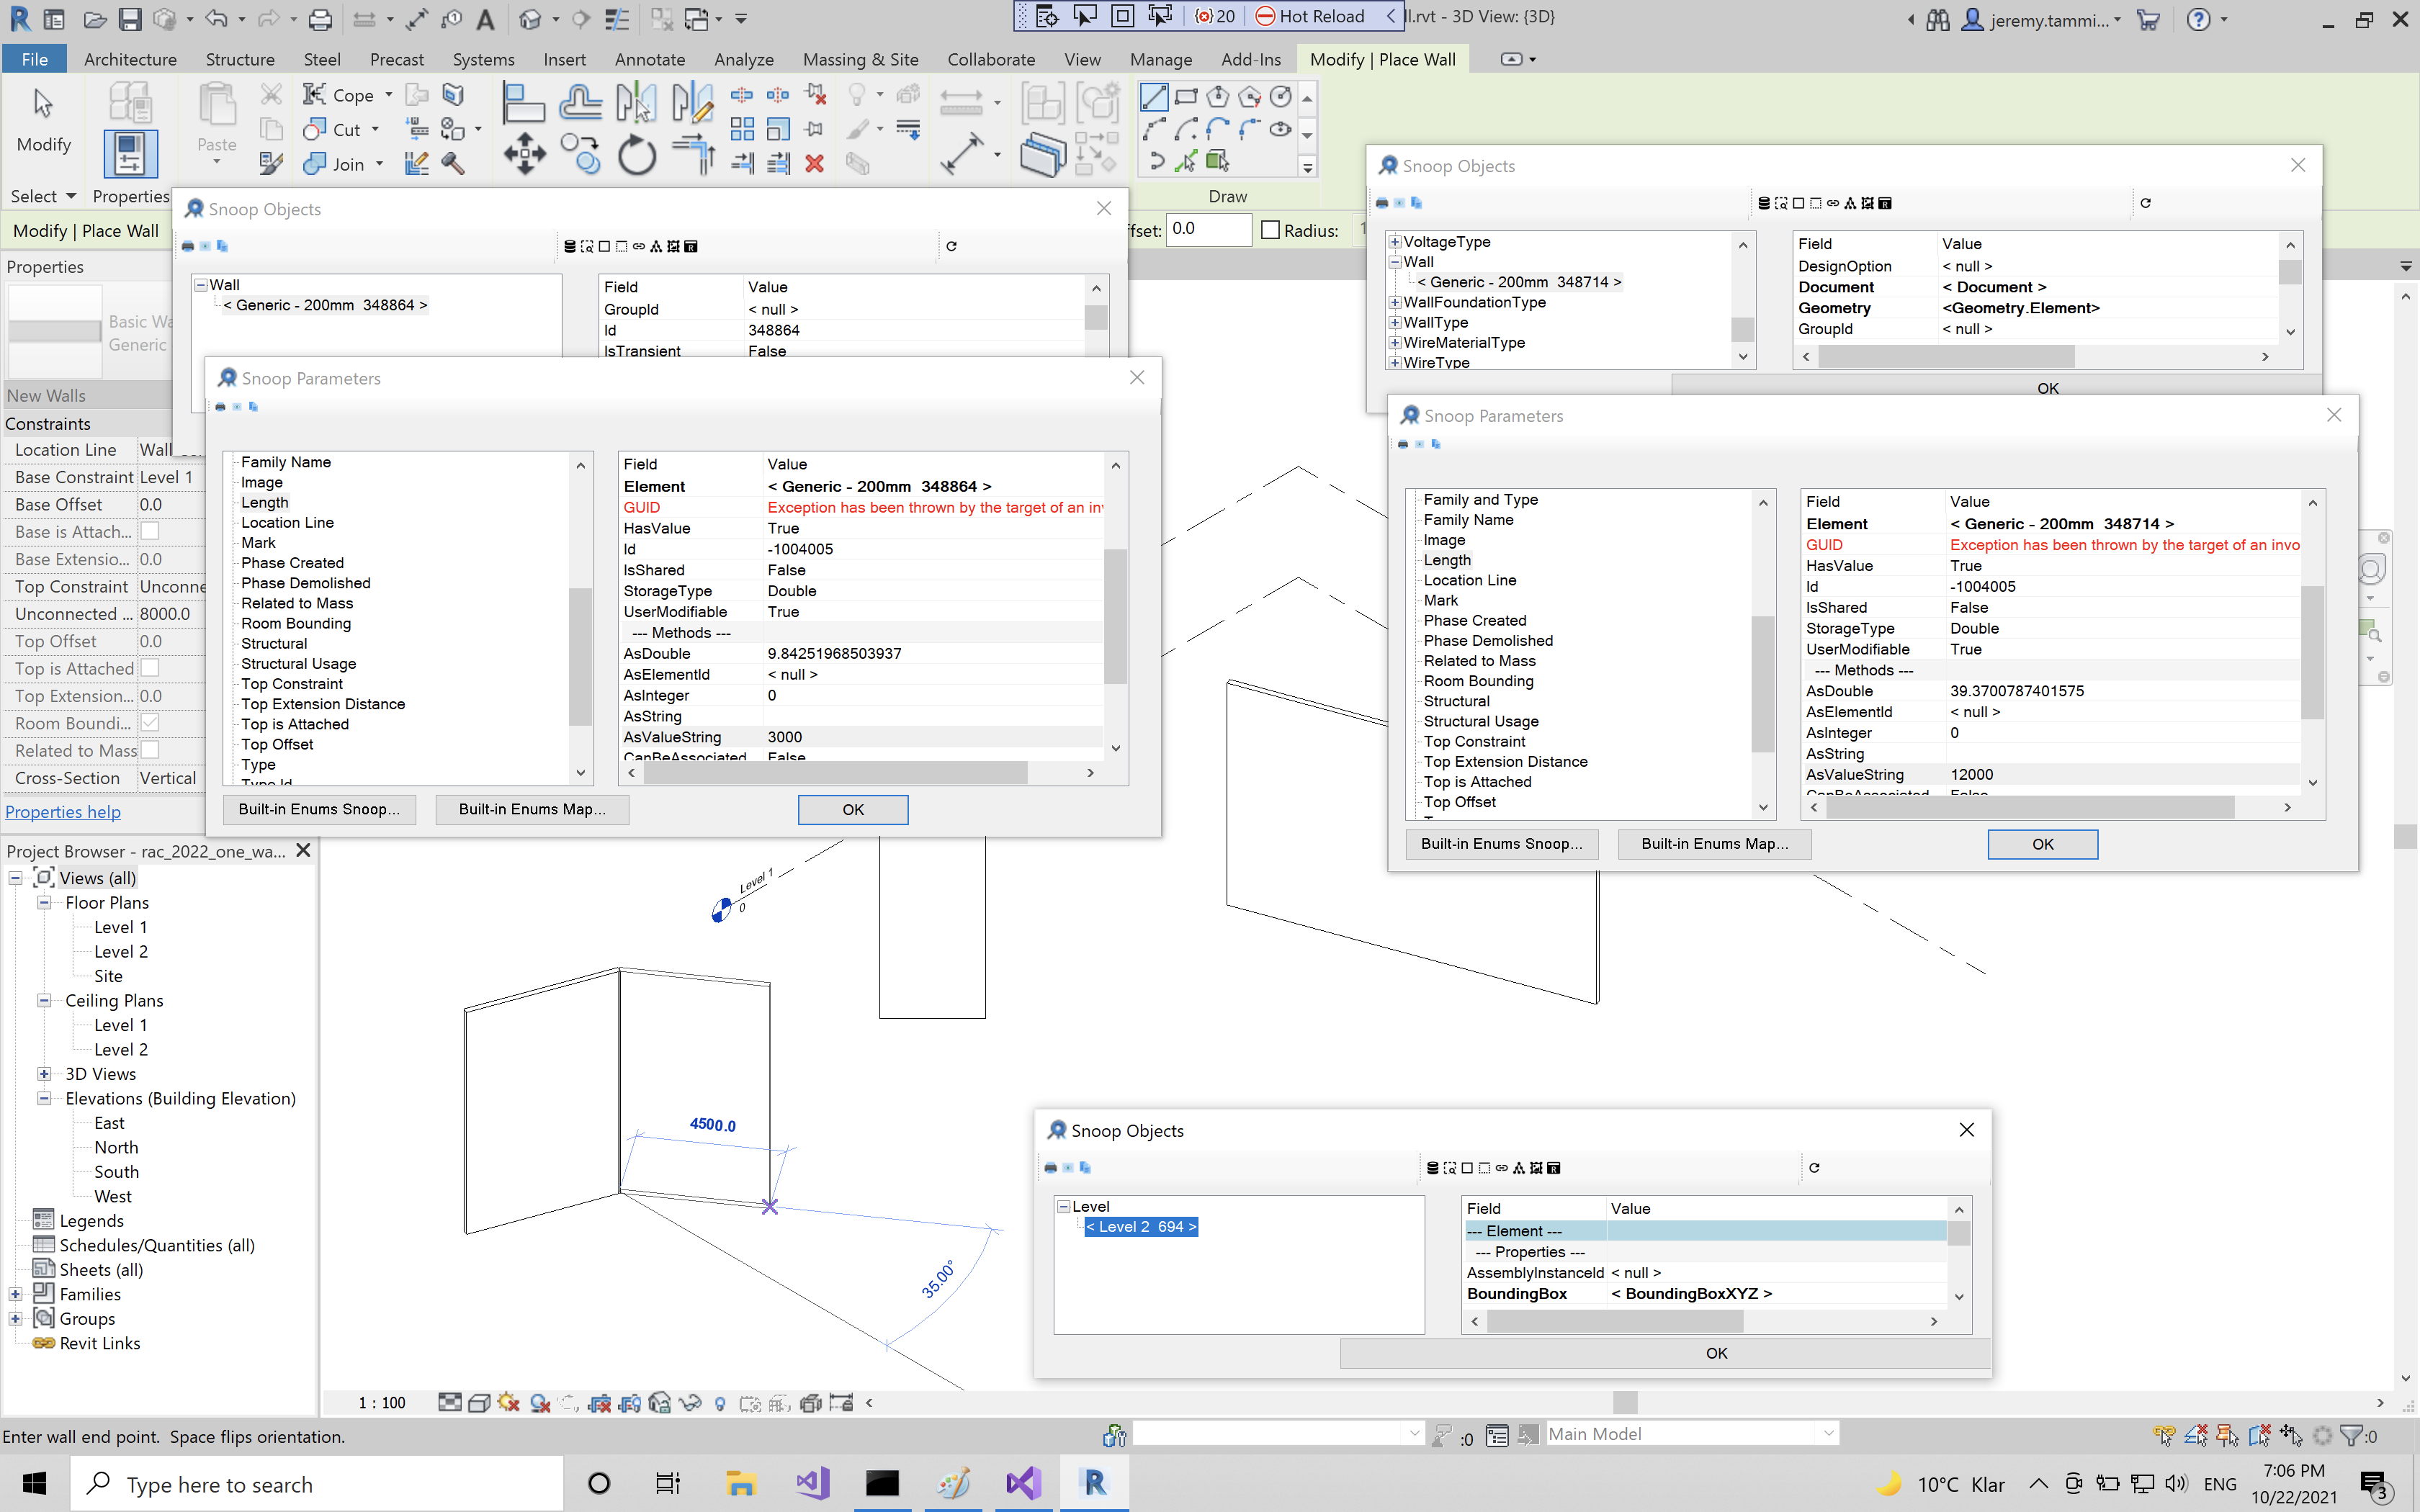 20
Hot Reload
ll.rvt - 3D View: {3D}
jeremy.tammi...
File
Architecture
Structure
Steel
Precast
Systems
Insert
Annotate
Analyze
Massing & Site
Collaborate
View
Manage
Add-Ins
Modify | Place Wall
Modify
Paste
Cope
Cut
Join
Select
Properties
Draw
Modify | Place Wall
fset: 0.0
Radius:
Properties
Basic Wa
Generic
New Walls
Constraints
Location Line Wall
Base Constraint Level 1
Base Offset 0.0
Base is Attach...
Base Extensio... 0.0
Top Constraint Unconne
Unconnected ... 8000.0
Top Offset 0.0
Top is Attached
Top Extension... 0.0
Room Boundi...
Related to Mass
Cross-Section Vertical
Properties help
Snoop Objects
Wall
< Generic - 200mm 348864 >
Field Value
GroupId < null >
Id 348864
IsTransient False
Snoop Parameters
Family Name
Image
Length
Location Line
Mark
Phase Created
Phase Demolished
Related to Mass
Room Bounding
Structural
Structural Usage
Top Constraint
Top Extension Distance
Top is Attached
Top Offset
Type
Type Id
Field Value
Element < Generic - 200mm 348864 >
GUID Exception has been thrown by the target of an inv
HasValue True
Id -1004005
IsShared False
StorageType Double
UserModifiable True
--- Methods ---
AsDouble 9.84251968503937
AsElementId < null >
AsInteger 0
AsString
AsValueString 3000
CanBeAssociated False
Built-in Enums Snoop...
Built-in Enums Map...
OK
Snoop Objects
VoltageType
Wall
< Generic - 200mm 348714 >
WallFoundationType
WallType
WireMaterialType
WireType
Field Value
DesignOption < null >
Document < Document >
Geometry <Geometry.Element>
GroupId < null >
OK
Snoop Parameters
Family and Type
Family Name
Image
Length
Location Line
Mark
Phase Created
Phase Demolished
Related to Mass
Room Bounding
Structural
Structural Usage
Top Constraint
Top Extension Distance
Top is Attached
Top Offset
Field Value
Element < Generic - 200mm 348714 >
GUID Exception has been thrown by the target of an invo
HasValue True
Id -1004005
IsShared False
StorageType Double
UserModifiable True
--- Methods ---
AsDouble 39.3700787401575
AsElementId < null >
AsInteger 0
AsString
AsValueString 12000
CanBeAssociated False
Built-in Enums Snoop...
Built-in Enums Map...
OK
Project Browser - rac_2022_one_wa...
Views (all)
Floor Plans
Level 1
Level 2
Site
Ceiling Plans
Level 1
Level 2
3D Views
Elevations (Building Elevation)
East
North
South
West
Legends
Schedules/Quantities (all)
Sheets (all)
Families
Groups
Revit Links
Level 1
0
4500.0
35.00°
Snoop Objects
Level
< Level 2 694 >
Field Value
--- Element ---
--- Properties ---
AssemblyInstanceId < null >
BoundingBox < BoundingBoxXYZ >
OK
1 : 100
Enter wall end point. Space flips orientation.
:0
Main Model
:0
Type here to search
10°C Klar
ENG
7:06 PM
10/22/2021
3